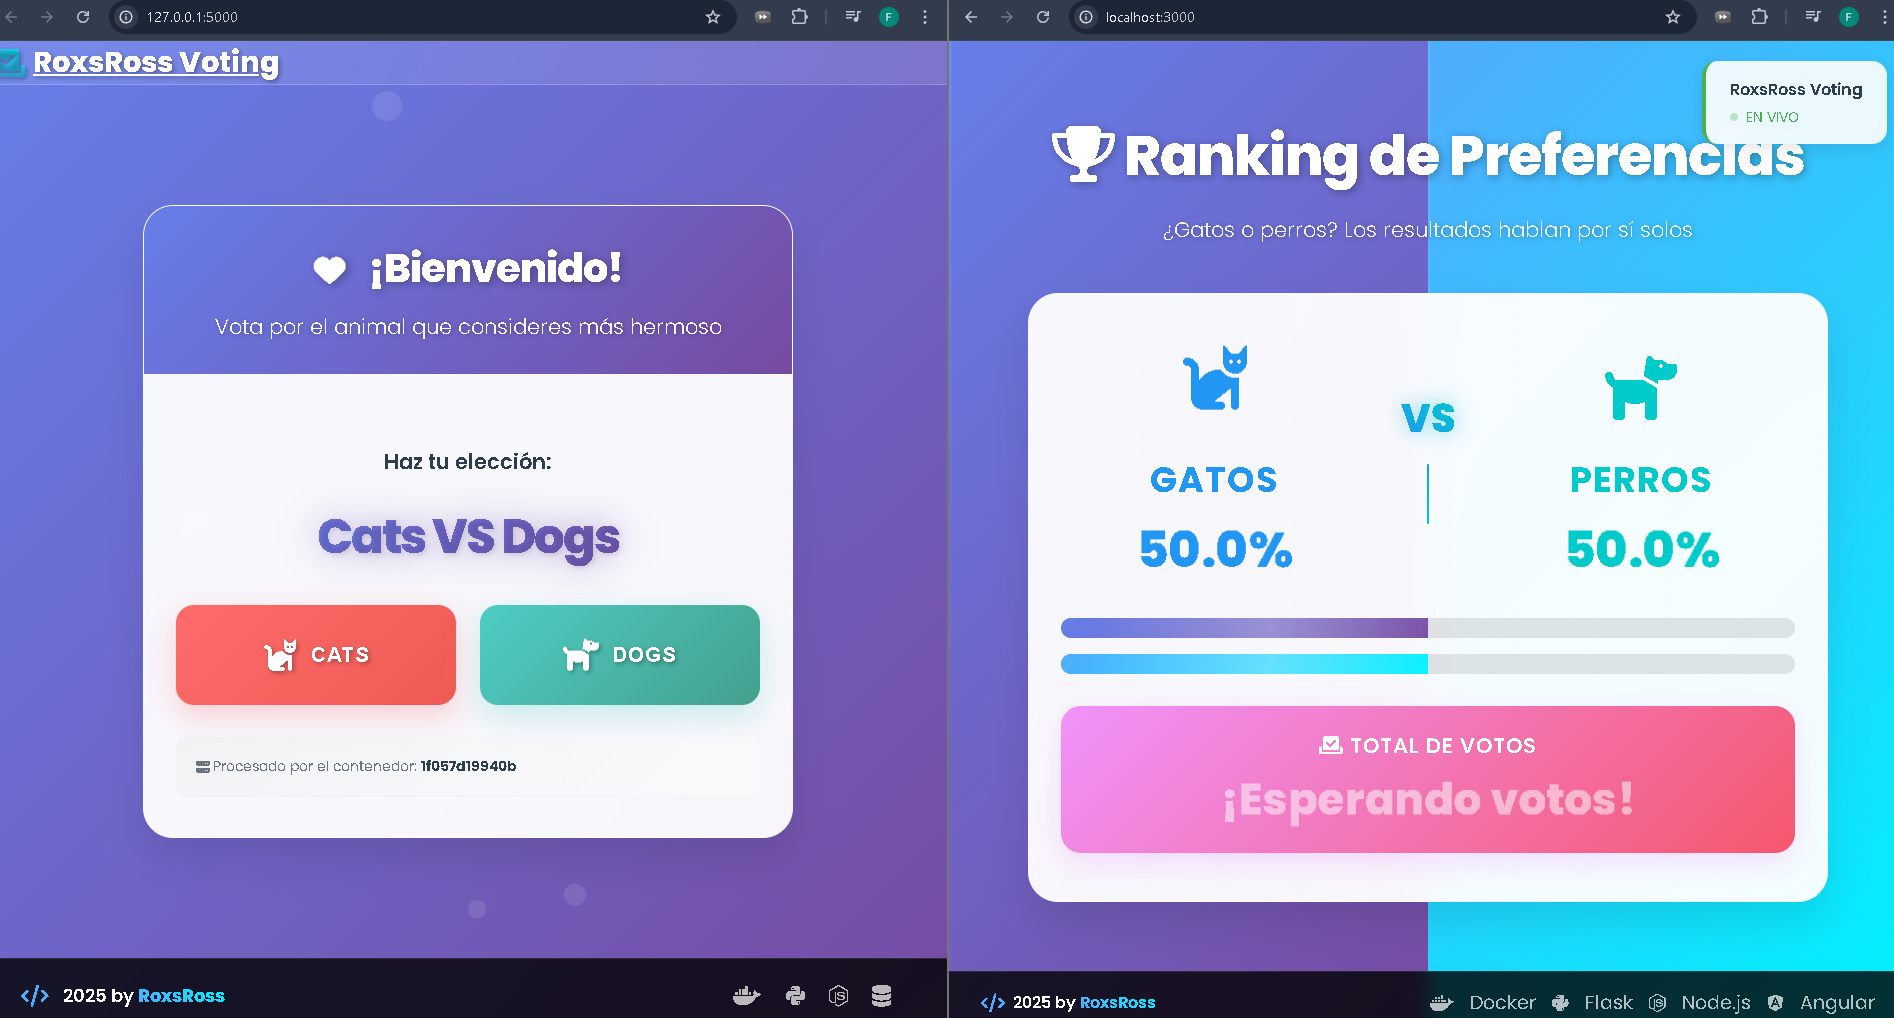 127.0.0.1:5000
F
RoxsRoss Voting
¡Bienvenido!
Vota por el animal que consideres más hermoso
Haz tu elección:
Cats VS Dogs
CATS
DOGS
Procesado por el contenedor: 1f057d19940b
</> 2025 by RoxsRoss
localhost:3000
F
RoxsRoss Voting
EN VIVO
Ranking de Preferencias
¿Gatos o perros? Los resultados hablan por sí solos
VS
GATOS
PERROS
50.0%
50.0%
TOTAL DE VOTOS
¡Esperando votos!
</> 2025 by RoxsRoss
Docker Flask Node.js Angular